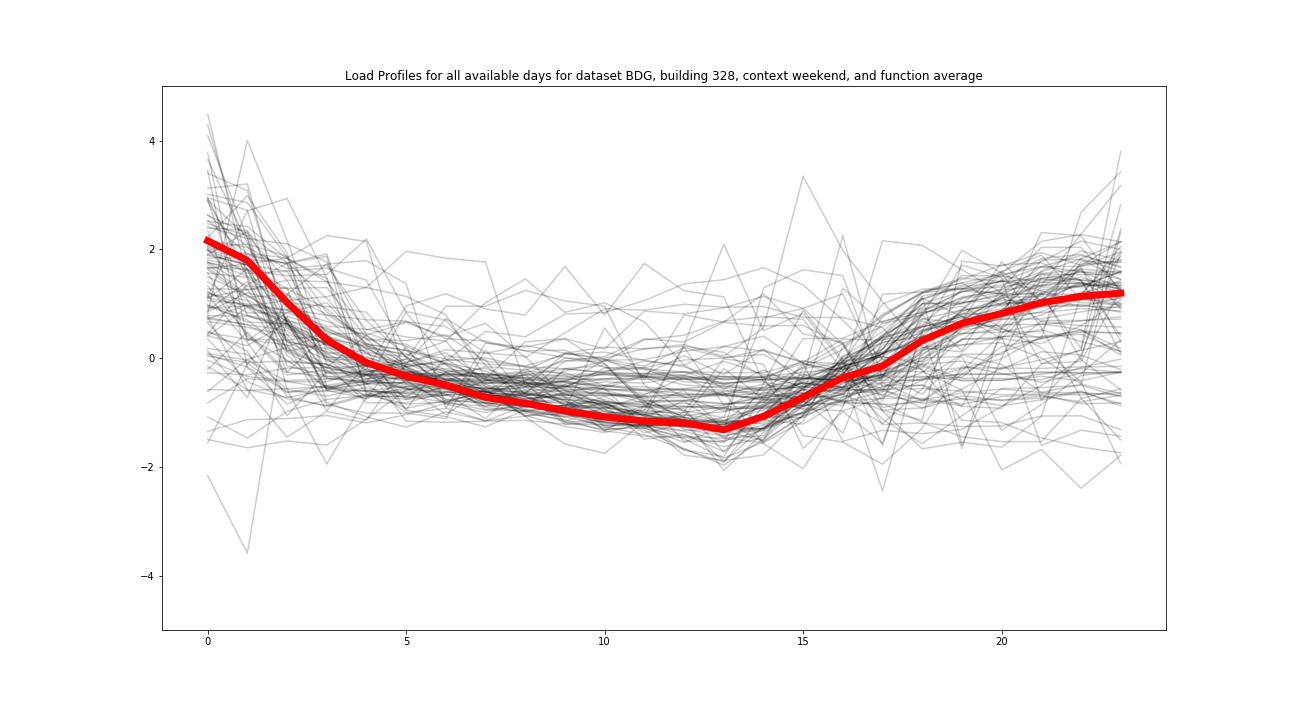 Load Profiles for all available days for dataset BDG, building 328, context weekend, and function average
4
2
0
−2
−4
0 5 10 15 20